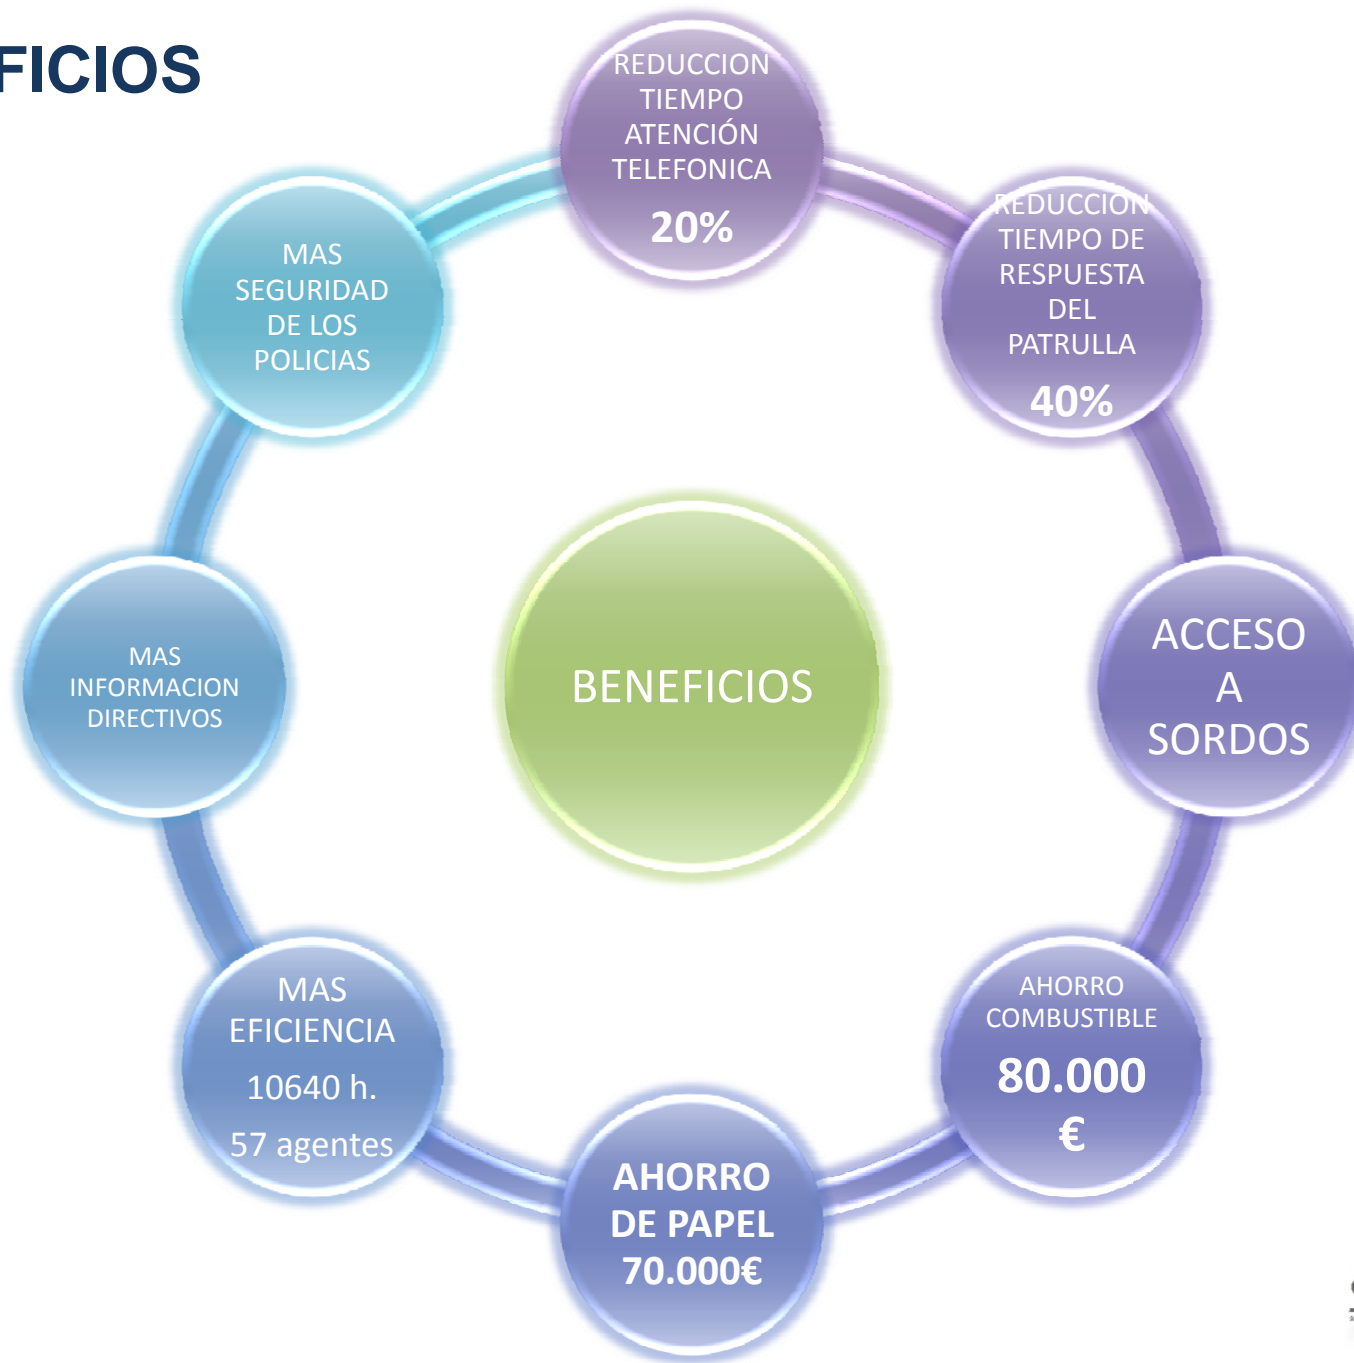 FICIOS
REDUCCION
TIEMPO
ATENCIÓN
TELEFONICA
20%
REDUCCION
TIEMPO DE
RESPUESTA
DEL
PATRULLA
40%
ACCESO
A
SORDOS
AHORRO
COMBUSTIBLE
80.000
€
AHORRO
DE PAPEL
70.000€
MAS
EFICIENCIA
10640 h.
57 agentes
MAS
INFORMACION
DIRECTIVOS
MAS
SEGURIDAD
DE LOS
POLICIAS
BENEFICIOS